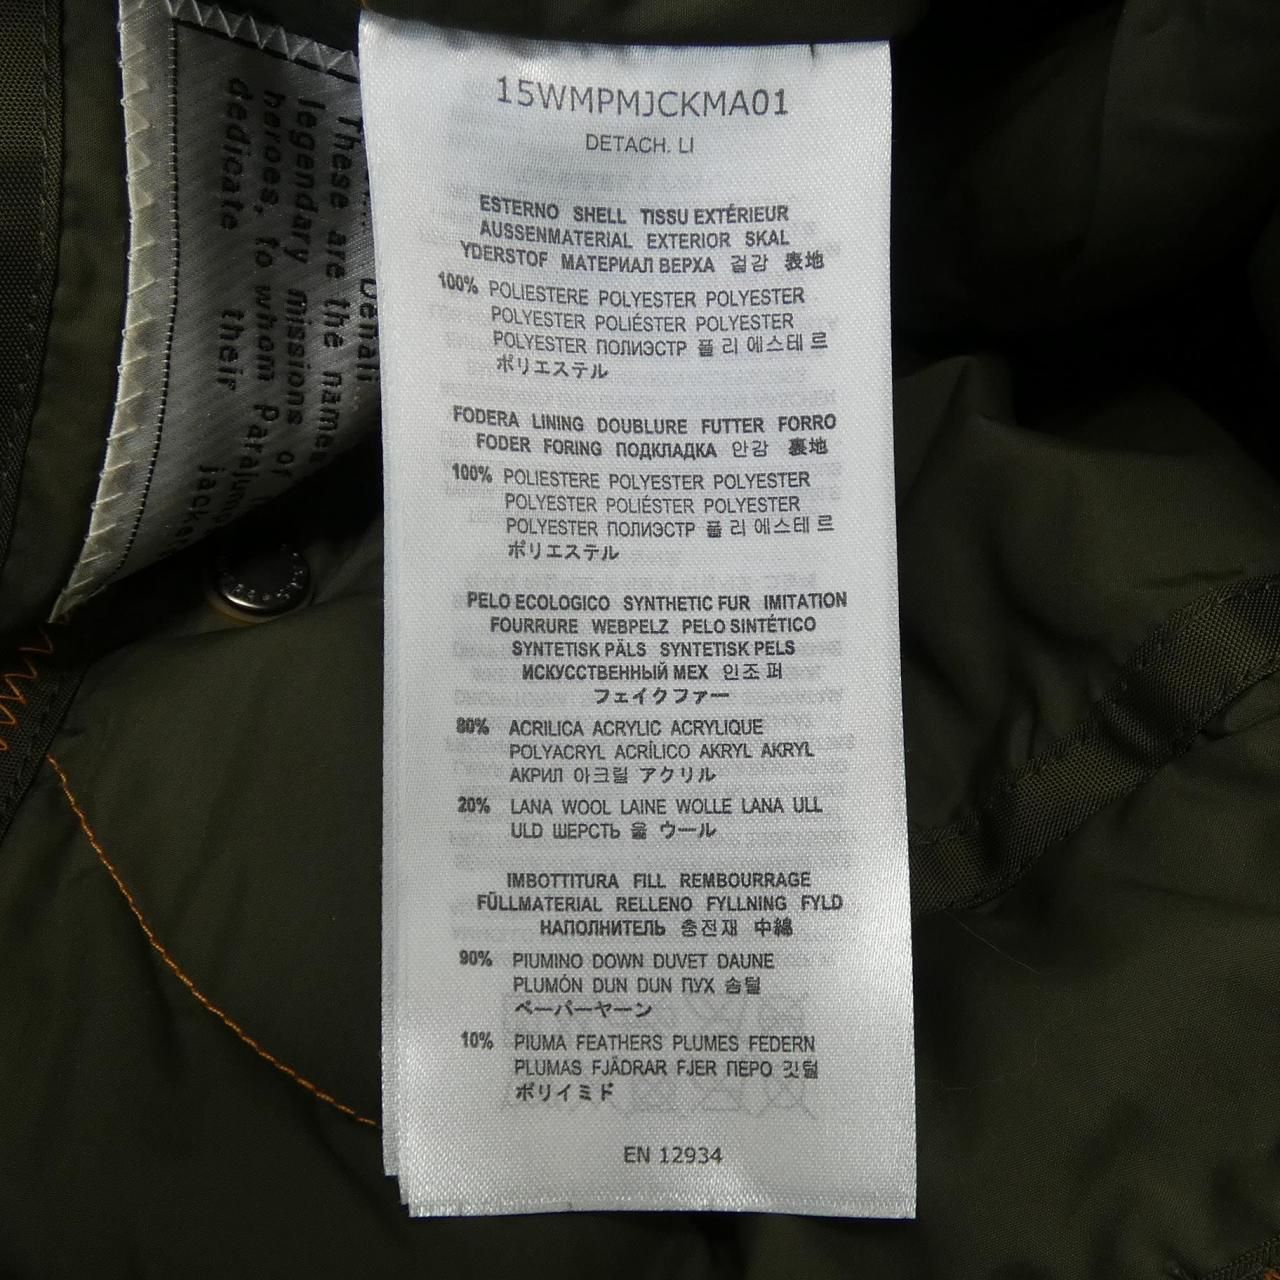 15WMPMJCKMA01
DETACH. LI
ESTERNO SHELL TISSU EXTÉRIEUR
AUSSENMATERIAL EXTERIOR SKAL
YDERSTOF МАТЕРИАЛ ВЕРХА 겉감 表地
100% POLIESTERE POLYESTER POLYESTER
POLYESTER POLIÉSTER POLYESTER
POLYESTER ПОЛИЭСТР 폴리에스테르
ポリエステル
FODERA LINING DOUBLURE FUTTER FORRO
FODER FORING ПОДКЛАДКА 안감 裏地
100% POLIESTERE POLYESTER POLYESTER
POLYESTER POLIÉSTER POLYESTER
POLYESTER ПОЛИЭСТР 폴리에스테르
ポリエステル
PELO ECOLOGICO SYNTHETIC FUR IMITATION
FOURRURE WEBPELZ PELO SINTÉTICO
SYNTETISK PÄLS SYNTETISK PELS
ИСКУССТВЕННЫЙ МЕХ 인조 퍼
フェイクファー
80% ACRILICA ACRYLIC ACRYLIQUE
POLYACRYL ACRÍLICO AKRYL AKRYL
АКРИЛ 아크릴 アクリル
20% LANA WOOL LAINE WOLLE LANA ULL
ULD ШЕРСТЬ 울 ウール
IMBOTTITURA FILL REMBOURRAGE
FÜLLMATERIAL RELLENO FYLLNING FYLD
НАПОЛНИТЕЛЬ 충전재 中綿
90% PIUMINO DOWN DUVET DAUNE
PLUMÓN DUN DUN ПУХ 솜털
ペーパーヤーン
10% PIUMA FEATHERS PLUMES FEDERN
PLUMAS FJÄDRAR FJER ПЕРО 깃털
ポリイミド
EN 12934
Denali
These are the names
legendary missions of
heroes, to whom Parajump
dedicate their jacket